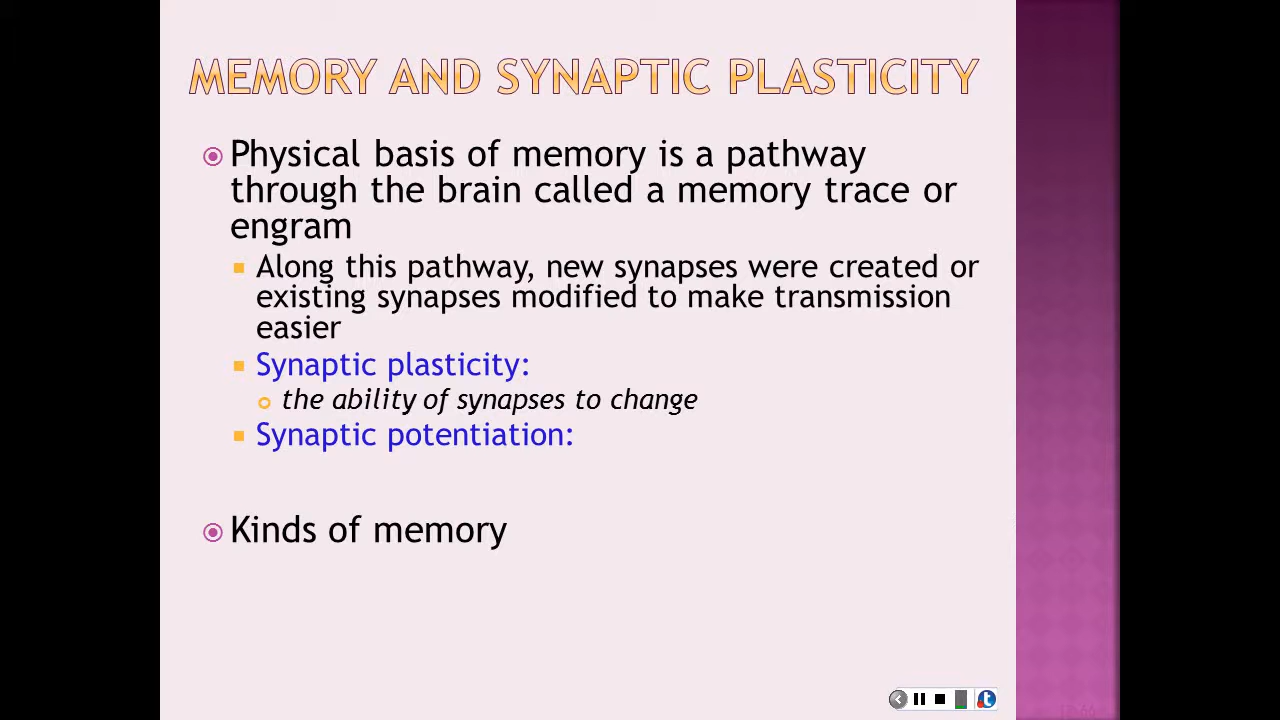 MEMORY AND SYNAPTIC PLASTICITY
Physical basis of memory is a pathway
through the brain called a memory trace or
engram
Along this pathway, new synapses were created or
existing synapses modified to make transmission
easier
Synaptic plasticity:
the ability of synapses to change
Synaptic potentiation:
Kinds of memory
t